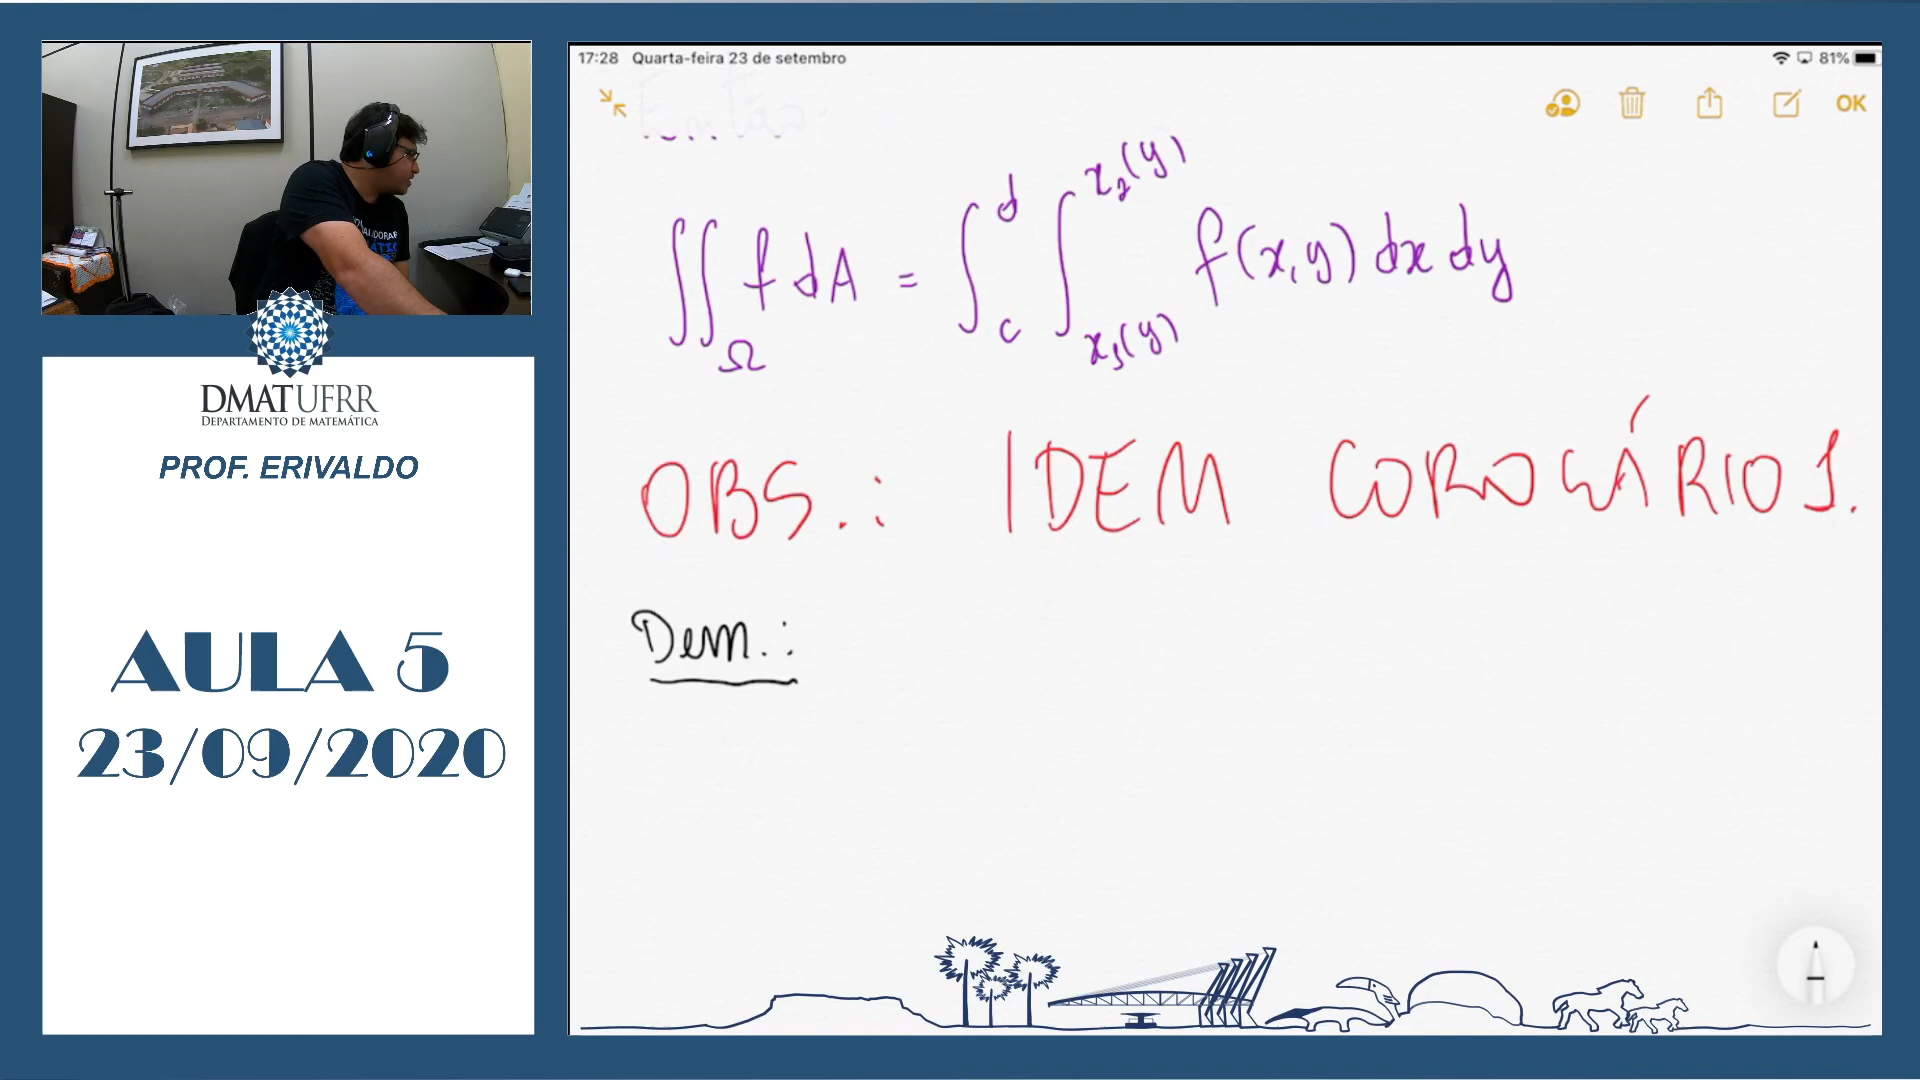 17:28 Quarta-feira 23 de setembro
81%
OK
Então
∬_Ω f dA = ∫_c^d ∫_{x₁(y)}^{x₂(y)} f(x,y) dx dy
OBS.: IDEM COROLÁRIO 1.
Dem.:
DMATUFRR
DEPARTAMENTO DE MATEMÁTICA
PROF. ERIVALDO
AULA 5
23/09/2020